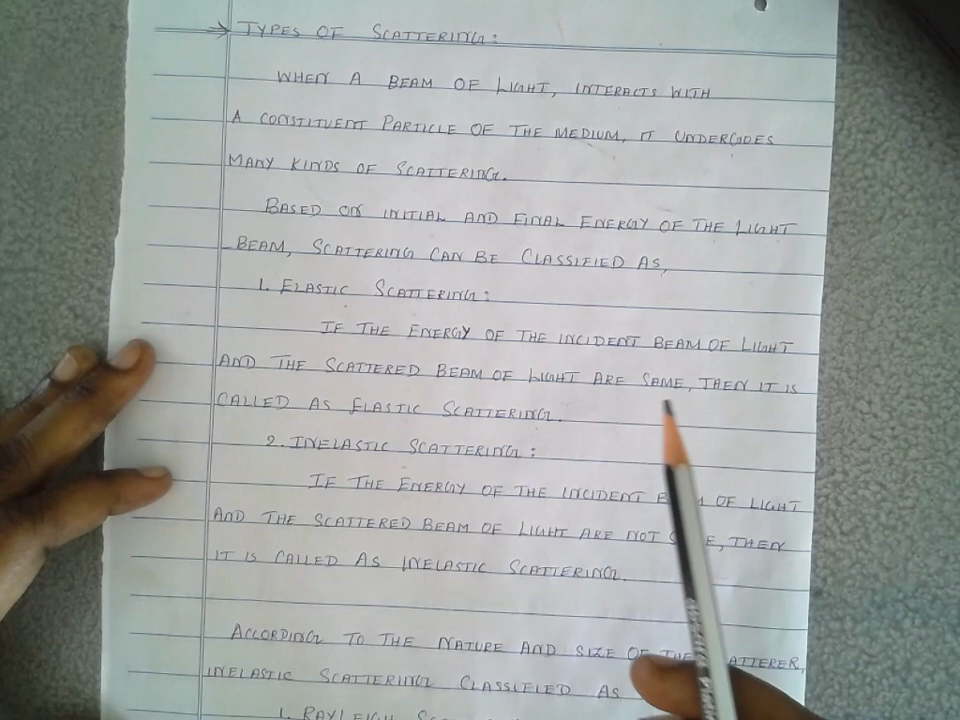 → TYPES OF SCATTERING:
WHEN A BEAM OF LIGHT, INTERACTS WITH
A CONSTITUENT PARTICLE OF THE MEDIUM, IT UNDERGOES
MANY KINDS OF SCATTERING.
BASED ON INITIAL AND FINAL ENERGY OF THE LIGHT
BEAM, SCATTERING CAN BE CLASSIFIED AS,
1. ELASTIC SCATTERING:
IF THE ENERGY OF THE INCIDENT BEAM OF LIGHT
AND THE SCATTERED BEAM OF LIGHT ARE SAME, THEN IT IS
CALLED AS ELASTIC SCATTERING.
2. INELASTIC SCATTERING:
IF THE ENERGY OF THE INCIDENT OF LIGHT
AND THE SCATTERED BEAM OF LIGHT ARE NOT , THEN
IT IS CALLED AS INELASTIC SCATTERING.
ACCORDING TO THE NATURE AND SIZE OF THE
INELASTIC SCATTERING CLASSIFIED AS
1. RAYLEIGH